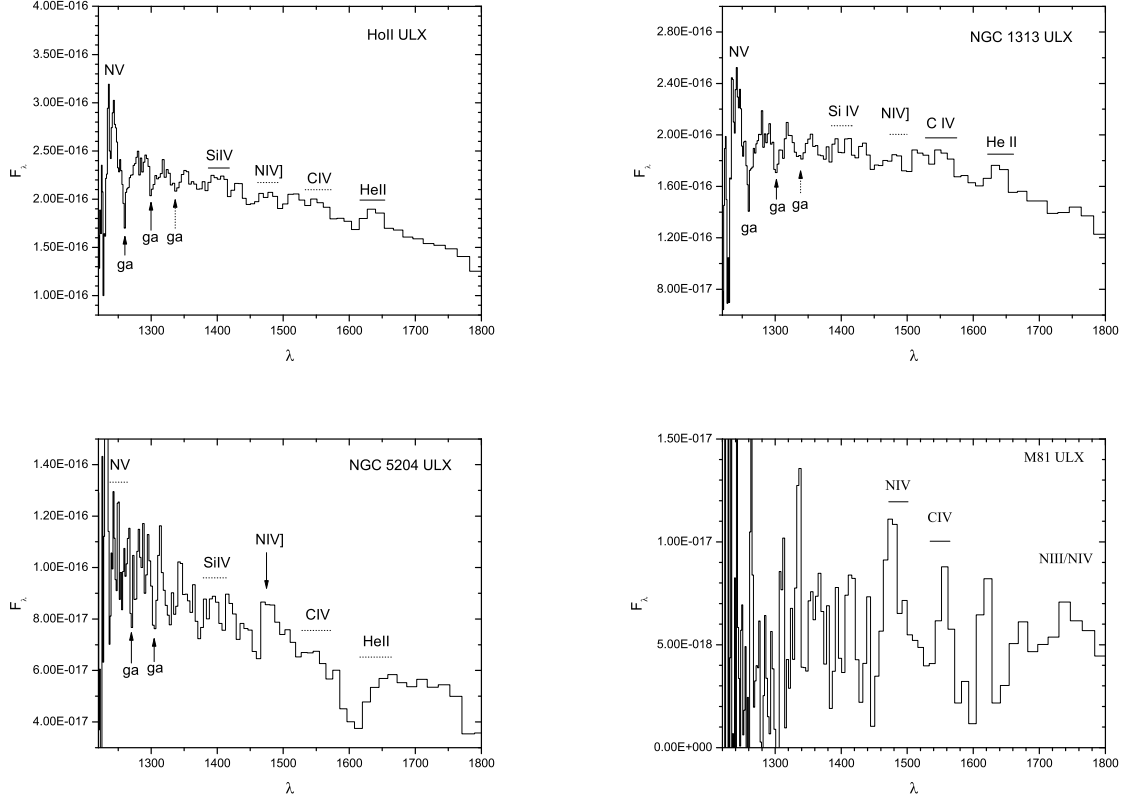 4.00E-016
3.50E-016
3.00E-016
2.50E-016
2.00E-016
1.50E-016
1.00E-016
Fλ
HoII ULX
NV
SiIV
NIV]
CIV
HeII
ga
ga
ga
1300 1400 1500 1600 1700 1800
λ
2.80E-016
2.40E-016
2.00E-016
1.60E-016
1.20E-016
8.00E-017
Fλ
NGC 1313 ULX
NV
Si IV
NIV]
C IV
He II
ga
ga
ga
1300 1400 1500 1600 1700 1800
λ
1.40E-016
1.20E-016
1.00E-016
8.00E-017
6.00E-017
4.00E-017
Fλ
NGC 5204 ULX
NV
SiIV
NIV]
CIV
HeII
ga
ga
1300 1400 1500 1600 1700 1800
λ
1.50E-017
1.00E-017
5.00E-018
0.00E+000
Fλ
M81 ULX
NIV
CIV
NIII/NIV
1300 1400 1500 1600 1700 1800
λ